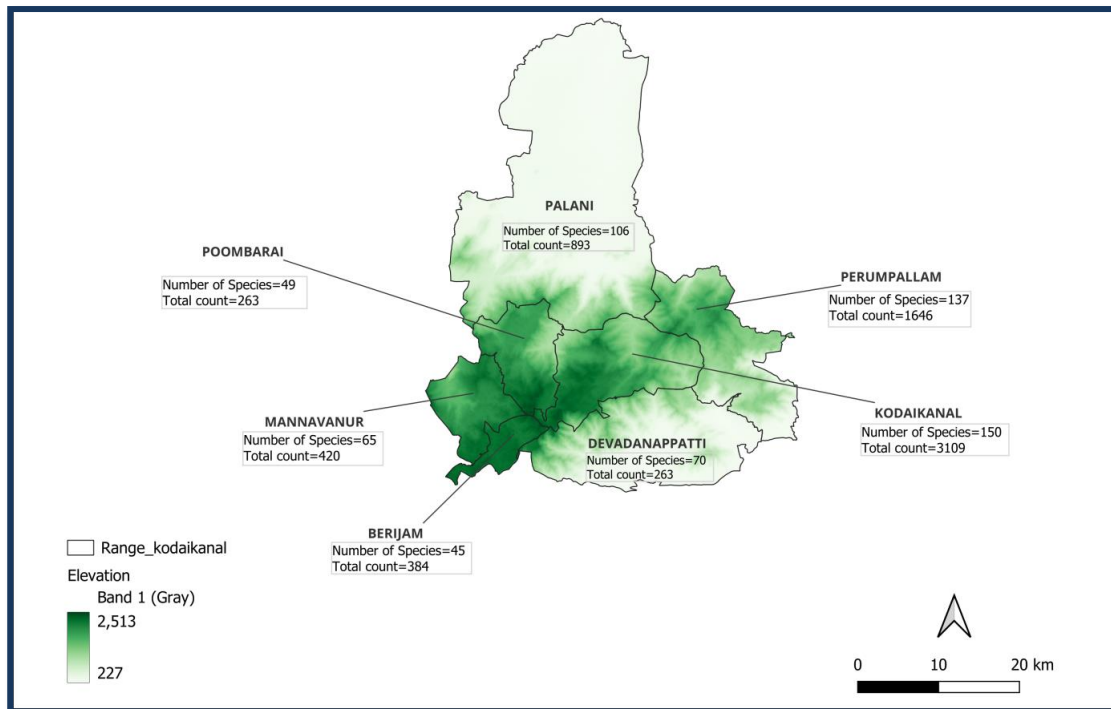 PALANI
Number of Species=106
Total count=893
POOMBARAI
Number of Species=49
Total count=263
PERUMPALLAM
Number of Species=137
Total count=1646
MANNAVANUR
Number of Species=65
Total count=420
KODAIKANAL
Number of Species=150
Total count=3109
DEVADANAPPATTI
Number of Species=70
Total count=263
BERIJAM
Number of Species=45
Total count=384
Range_kodaikanal
Elevation
Band 1 (Gray)
2,513
227
0 10 20 km